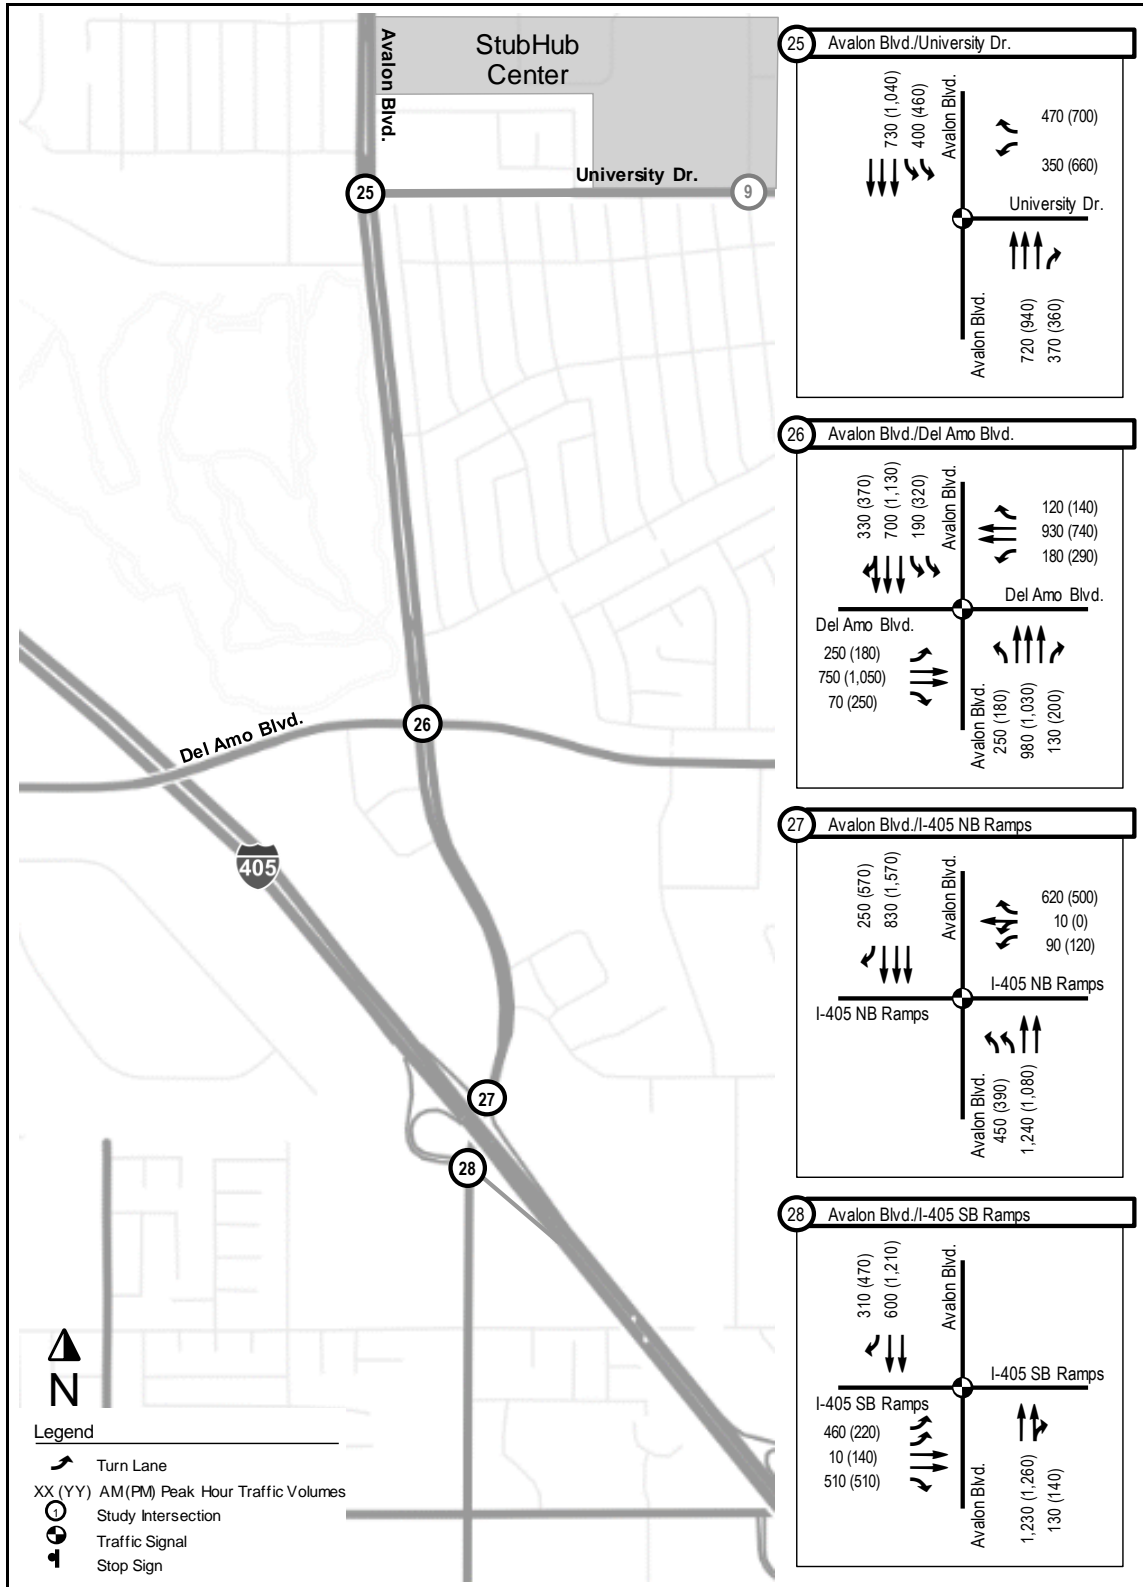 StubHub
Center
Avalon Blvd.
University Dr.
25
9
26
Del Amo Blvd.
405
27
28
N
Legend
Turn Lane
XX (YY) AM(PM) Peak Hour Traffic Volumes
1 Study Intersection
Traffic Signal
Stop Sign
25 Avalon Blvd./University Dr.
730 (1,040)
400 (460)
Avalon Blvd.
470 (700)
350 (660)
University Dr.
Avalon Blvd.
720 (940)
370 (360)
26 Avalon Blvd./Del Amo Blvd.
330 (370)
700 (1,130)
190 (320)
Avalon Blvd.
120 (140)
930 (740)
180 (290)
Del Amo Blvd.
Del Amo Blvd.
250 (180)
750 (1,050)
70 (250)
Avalon Blvd.
250 (180)
980 (1,030)
130 (200)
27 Avalon Blvd./I-405 NB Ramps
250 (570)
830 (1,570)
Avalon Blvd.
620 (500)
10 (0)
90 (120)
I-405 NB Ramps
I-405 NB Ramps
Avalon Blvd.
450 (390)
1,240 (1,080)
28 Avalon Blvd./I-405 SB Ramps
310 (470)
600 (1,210)
Avalon Blvd.
I-405 SB Ramps
I-405 SB Ramps
460 (220)
10 (140)
510 (510)
Avalon Blvd.
1,230 (1,260)
130 (140)